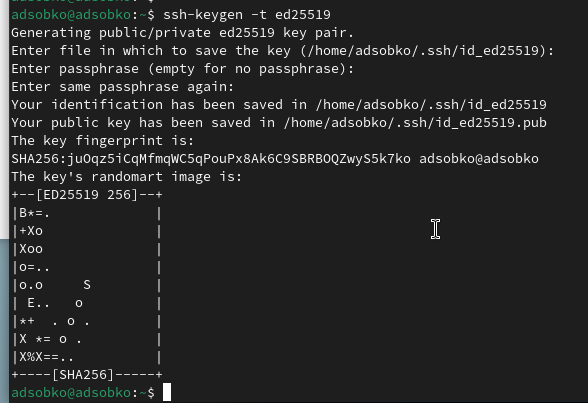 adsobko@adsobko:~$ ssh-keygen -t ed25519
Generating public/private ed25519 key pair.
Enter file in which to save the key (/home/adsobko/.ssh/id_ed25519):
Enter passphrase (empty for no passphrase):
Enter same passphrase again:
Your identification has been saved in /home/adsobko/.ssh/id_ed25519
Your public key has been saved in /home/adsobko/.ssh/id_ed25519.pub
The key fingerprint is:
SHA256:juOqz5iCqMfmqWC5qPouPx8Ak6C9SBRBOQZwyS5k7ko adsobko@adsobko
The key's randomart image is:
+--[ED25519 256]--+
|B*=.             |
|+Xo              |
|Xoo              |
|o=..             |
|o.o     S        |
| E..   o         |
|*+  . o .        |
|X *= o .         |
|X%X==..          |
+----[SHA256]-----+
adsobko@adsobko:~$